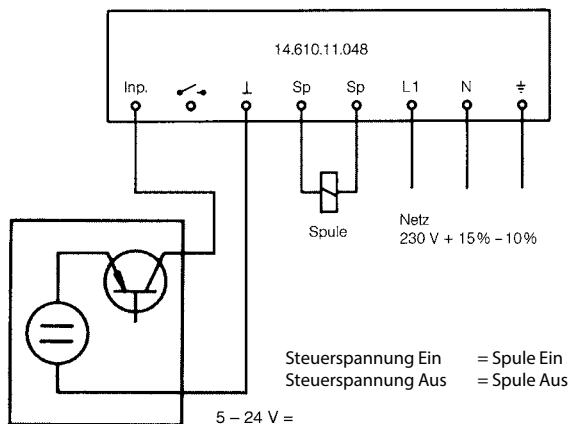 14.610.11.048
Inp. ⊥ Sp Sp L1 N ⏚
Spule
Netz
230 V + 15% – 10%
Steuerspannung Ein = Spule Ein
Steuerspannung Aus = Spule Aus
5 – 24 V =